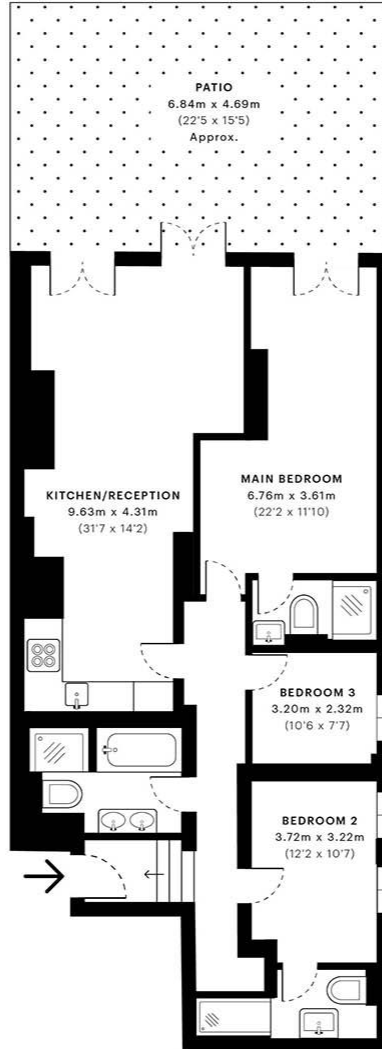 PATIO
6.84m x 4.69m
(22'5 x 15'5)
Approx.
KITCHEN/RECEPTION
9.63m x 4.31m
(31'7 x 14'2)
MAIN BEDROOM
6.76m x 3.61m
(22'2 x 11'10)
BEDROOM 3
3.20m x 2.32m
(10'6 x 7'7)
BEDROOM 2
3.72m x 3.22m
(12'2 x 10'7)